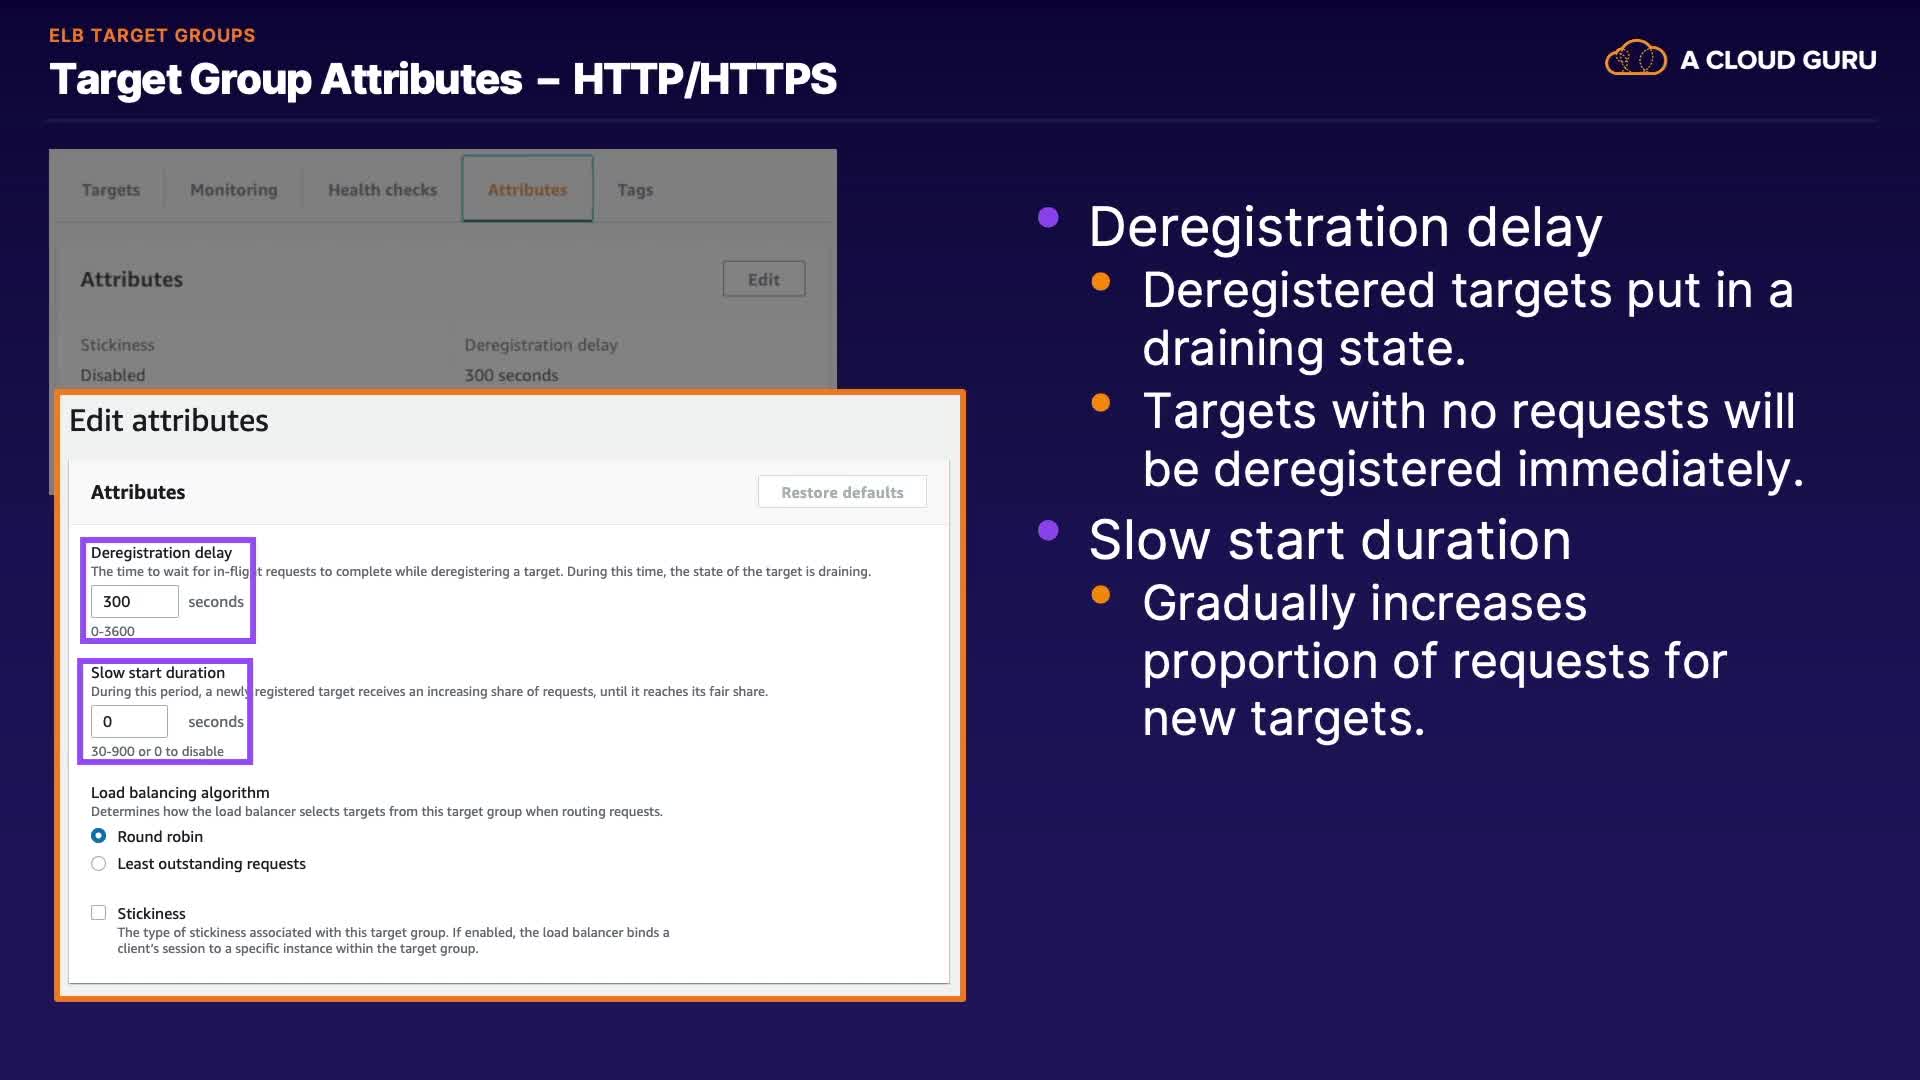 ELB TARGET GROUPS
Target Group Attributes – HTTP/HTTPS
A CLOUD GURU
Targets
Monitoring
Health checks
Attributes
Tags
Attributes
Edit
Stickiness
Deregistration delay
Disabled
300 seconds
Edit attributes
Attributes
Restore defaults
Deregistration delay
The time to wait for in-flight requests to complete while deregistering a target. During this time, the state of the target is draining.
300 seconds
0-3600
Slow start duration
During this period, a newly registered target receives an increasing share of requests, until it reaches its fair share.
0 seconds
30-900 or 0 to disable
Load balancing algorithm
Determines how the load balancer selects targets from this target group when routing requests.
Round robin
Least outstanding requests
Stickiness
The type of stickiness associated with this target group. If enabled, the load balancer binds a
client's session to a specific instance within the target group.
Deregistration delay
Deregistered targets put in a
draining state.
Targets with no requests will
be deregistered immediately.
Slow start duration
Gradually increases
proportion of requests for
new targets.